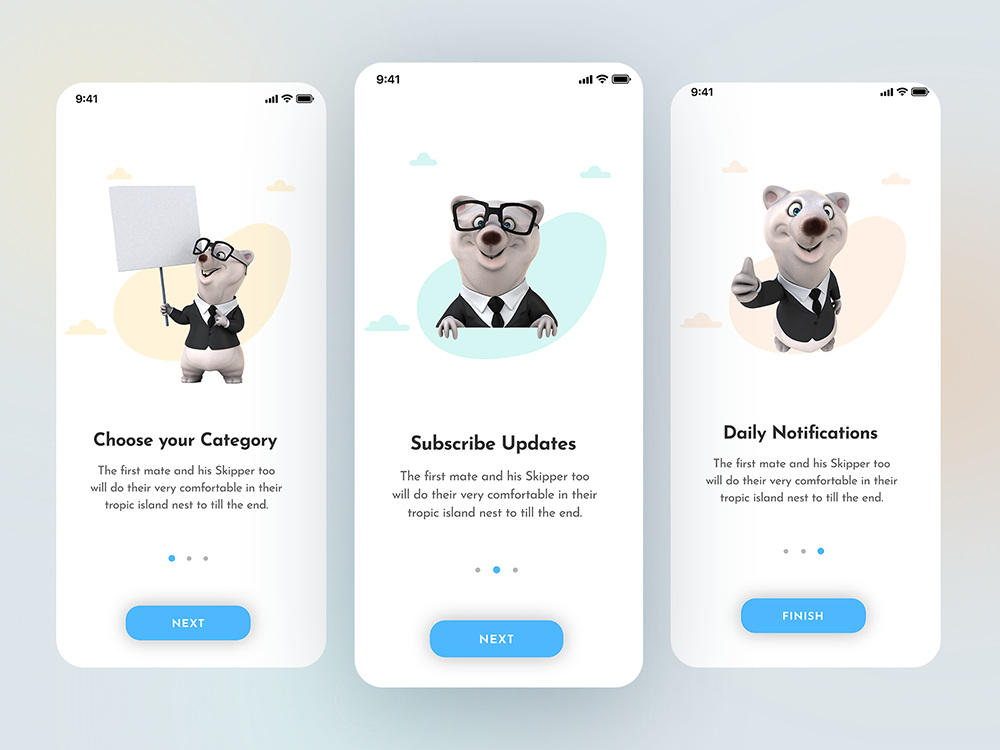 9:41
Choose your Category
The first mate and his Skipper too
will do their very comfortable in their
tropic island nest to till the end.
NEXT
9:41
Subscribe Updates
The first mate and his Skipper too
will do their very comfortable in their
tropic island nest to till the end.
NEXT
9:41
Daily Notifications
The first mate and his Skipper too
will do their very comfortable in their
tropic island nest to till the end.
FINISH